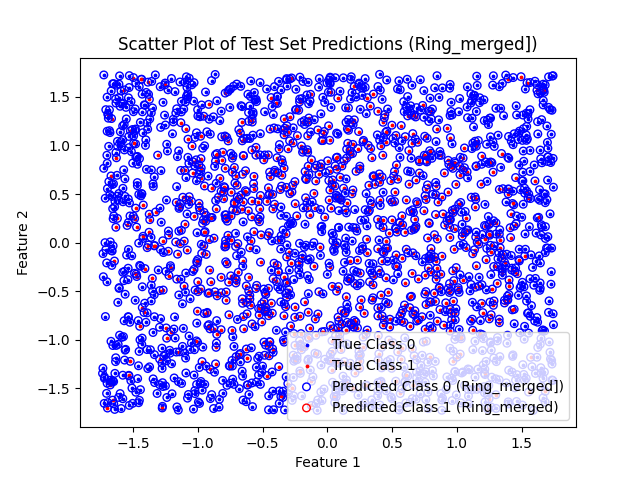 Scatter Plot of Test Set Predictions (Ring_merged])
Feature 2
1.5
1.0
0.5
0.0
−0.5
−1.0
−1.5
True Class 0
True Class 1
Predicted Class 0 (Ring_merged])
Predicted Class 1 (Ring_merged)
−1.5 −1.0 −0.5 0.0 0.5 1.0 1.5
Feature 1